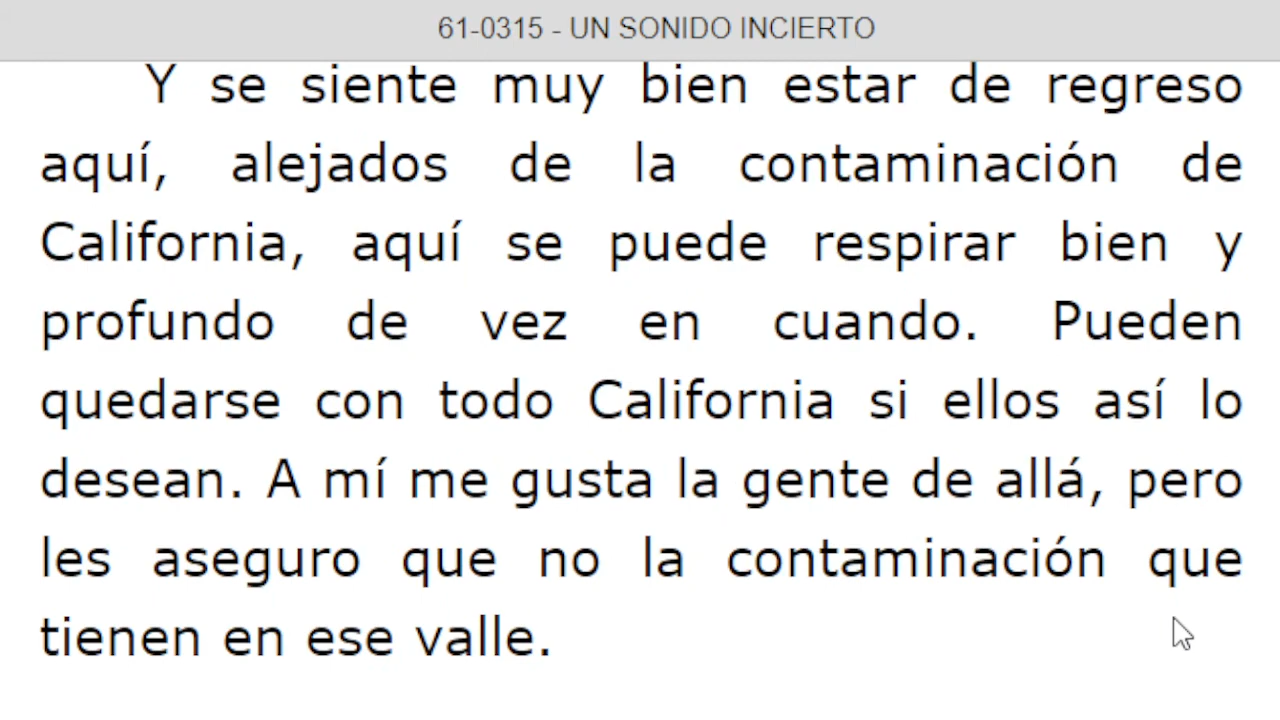 61-0315 - UN SONIDO INCIERTO
Y se siente muy bien estar de regreso
aquí, alejados de la contaminación de
California, aquí se puede respirar bien y
profundo de vez en cuando. Pueden
quedarse con todo California si ellos así lo
desean. A mí me gusta la gente de allá, pero
les aseguro que no la contaminación que
tienen en ese valle.